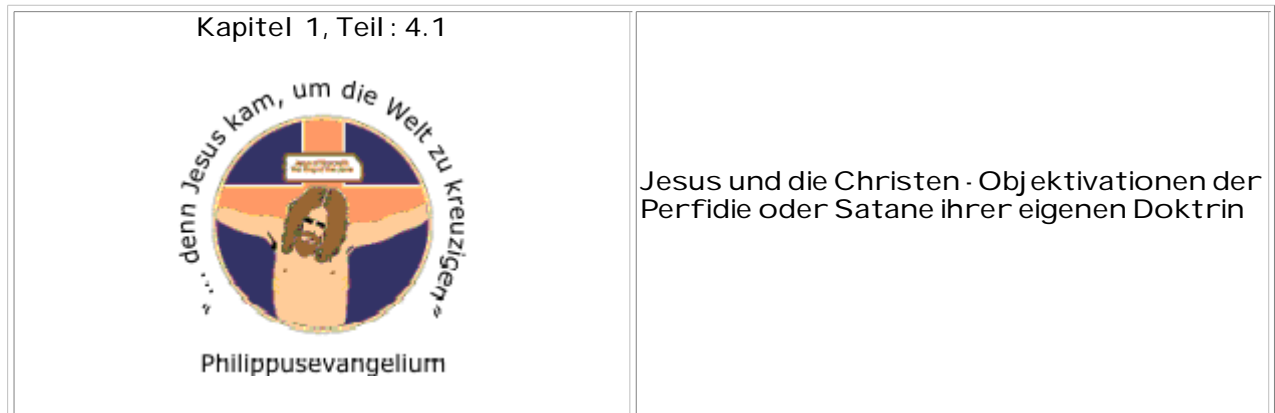 Kapitel 1, Teil: 4.1
"... denn Jesus kam, um die Welt zu kreuzigen"
Philippusevangelium
Jesus und die Christen - Objektivationen der
Perfidie oder Satane ihrer eigenen Doktrin